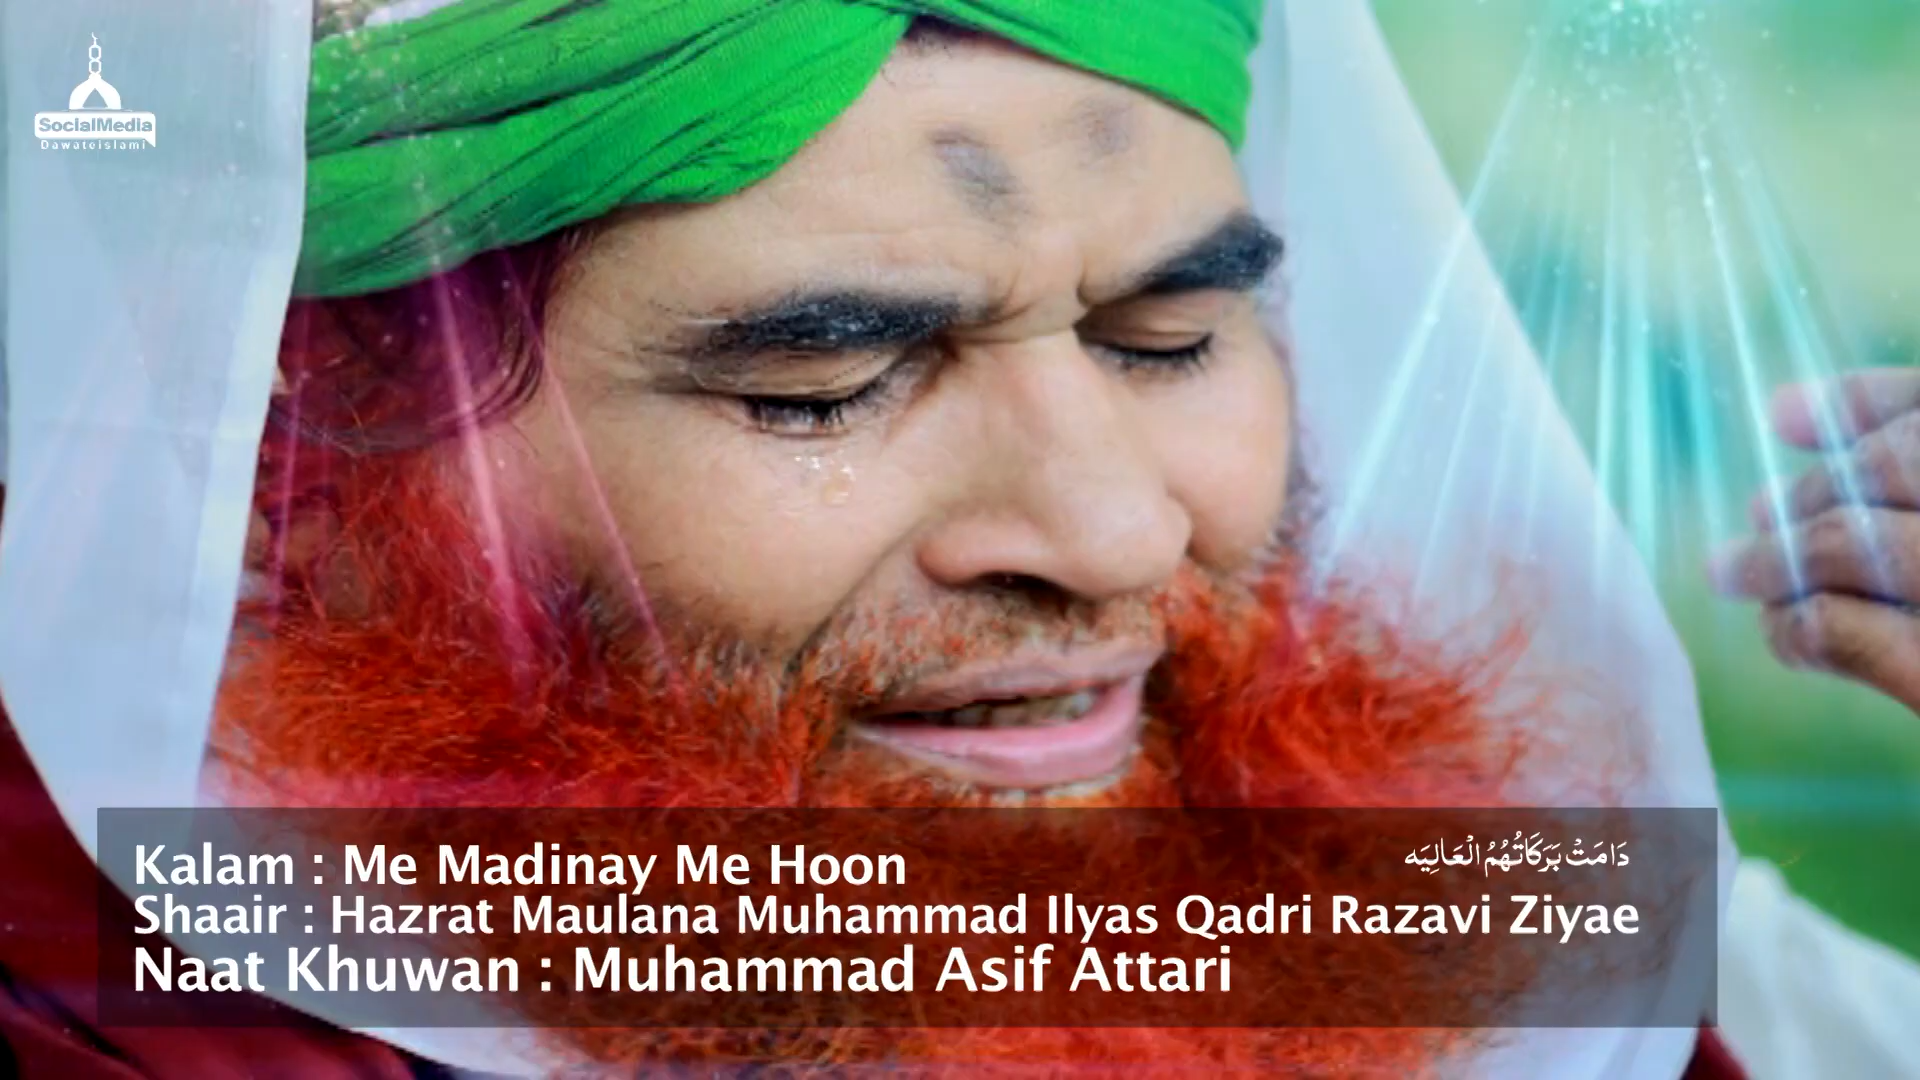 SocialMedia
Dawateislami
Kalam : Me Madinay Me Hoon
دَامَتْ بَرَكَاتُهُمُ الْعَالِيَه
Shaair : Hazrat Maulana Muhammad Ilyas Qadri Razavi Ziyae
Naat Khuwan : Muhammad Asif Attari